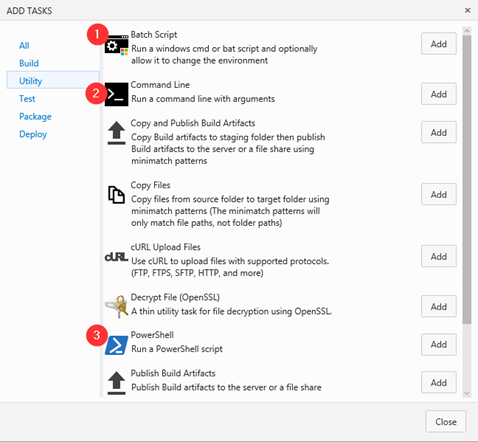 ADD TASKS
All
Build
Utility
Test
Package
Deploy
1
Batch Script
Run a windows cmd or bat script and optionally
allow it to change the environment
Add
2
Command Line
Run a command line with arguments
Add
Copy and Publish Build Artifacts
Copy Build artifacts to staging folder then publish
Build artifacts to the server or a file share using
minimatch patterns
Add
Copy Files
Copy files from source folder to target folder using
minimatch patterns (The minimatch patterns will
only match file paths, not folder paths)
Add
cURL
cURL Upload Files
Use cURL to upload files with supported protocols.
(FTP, FTPS, SFTP, HTTP, and more)
Add
Decrypt File (OpenSSL)
A thin utility task for file decryption using OpenSSL.
Add
3
PowerShell
Run a PowerShell script
Add
Publish Build Artifacts
Publish Build artifacts to the server or a file share
Add
Close